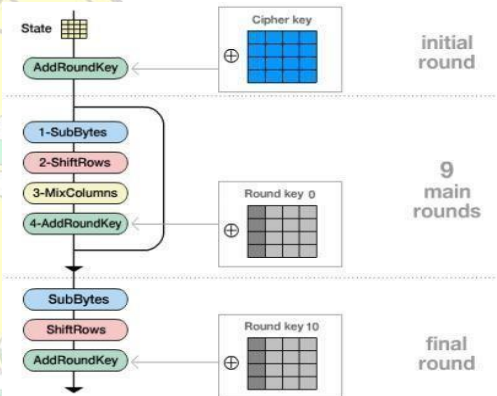 State
Cipher key
⊕
AddRoundKey
initial
round
1-SubBytes
2-ShiftRows
3-MixColumns
4-AddRoundKey
Round key 0
⊕
9
main
rounds
SubBytes
ShiftRows
AddRoundKey
Round key 10
⊕
final
round